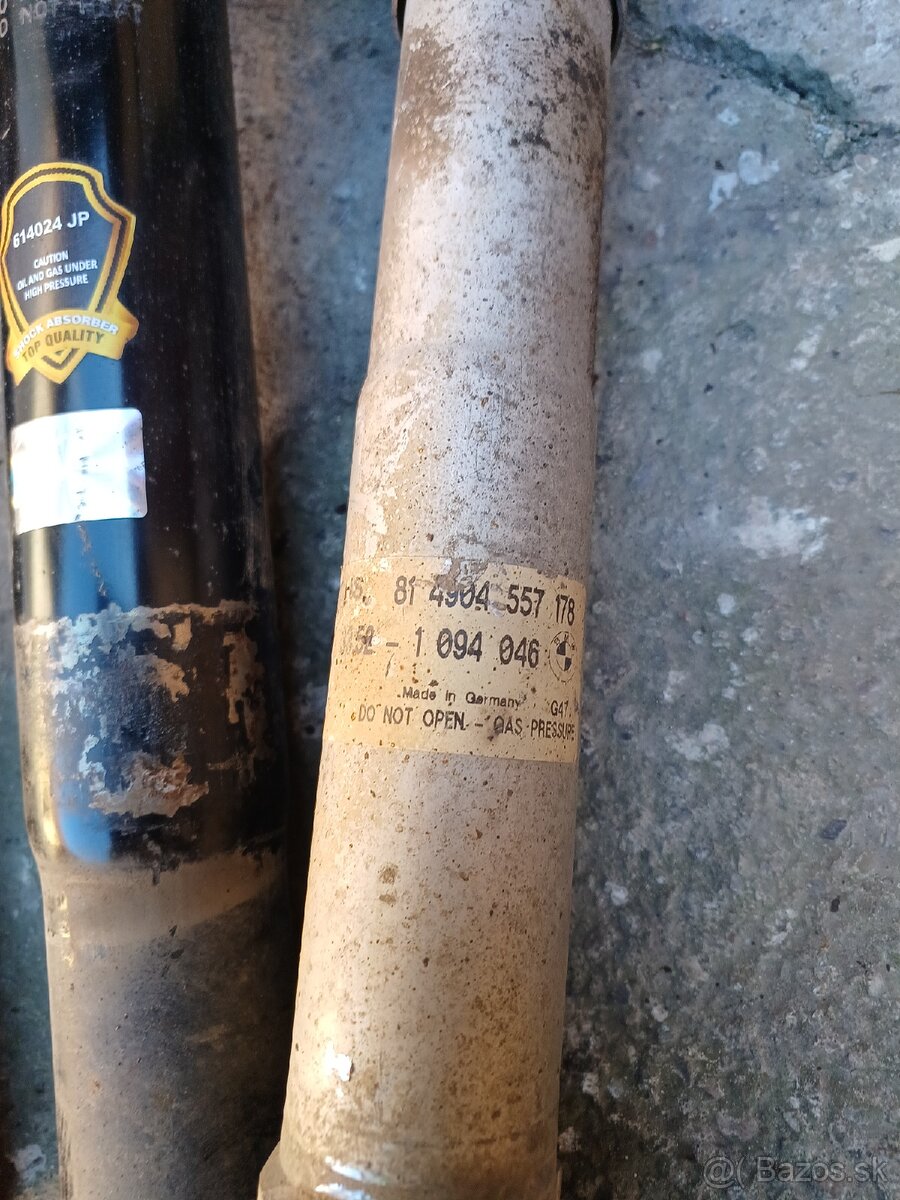 NOT
614024 JP
CAUTION
OIL AND GAS UNDER
HIGH PRESSURE
SHOCK ABSORBER
TOP QUALITY
81 4904 557 178
- 1 094 046
Made in Germany
G47
DO NOT OPEN - GAS PRESSURE
@ Bazos.sk